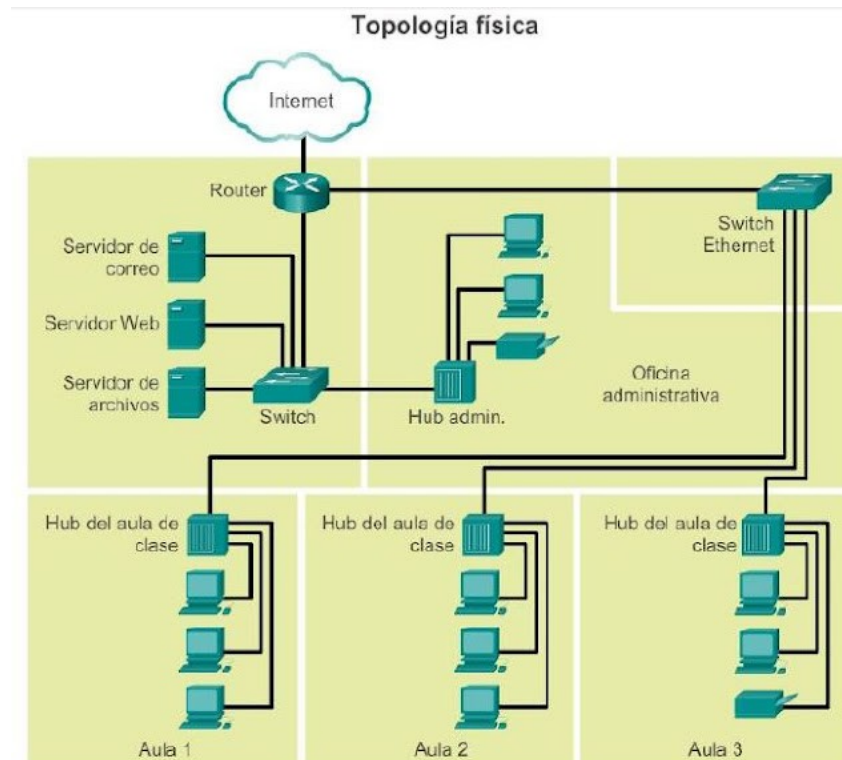 Topología física
Internet
Router
Switch
Ethernet
Servidor de
correo
Servidor Web
Servidor de
archivos
Switch
Hub admin.
Oficina
administrativa
Hub del aula de
clase
Hub del aula de
clase
Hub del aula de
clase
Aula 1
Aula 2
Aula 3